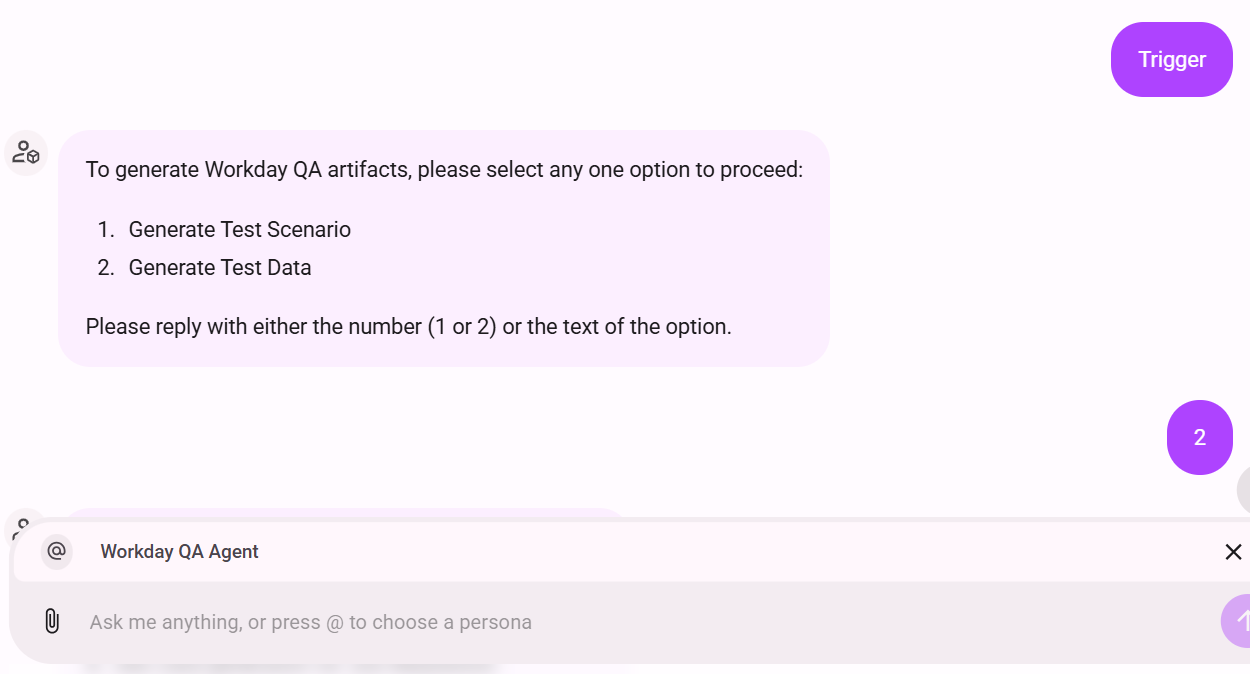 Trigger
To generate Workday QA artifacts, please select any one option to proceed:
1. Generate Test Scenario
2. Generate Test Data
Please reply with either the number (1 or 2) or the text of the option.
2
@ Workday QA Agent
Ask me anything, or press @ to choose a persona